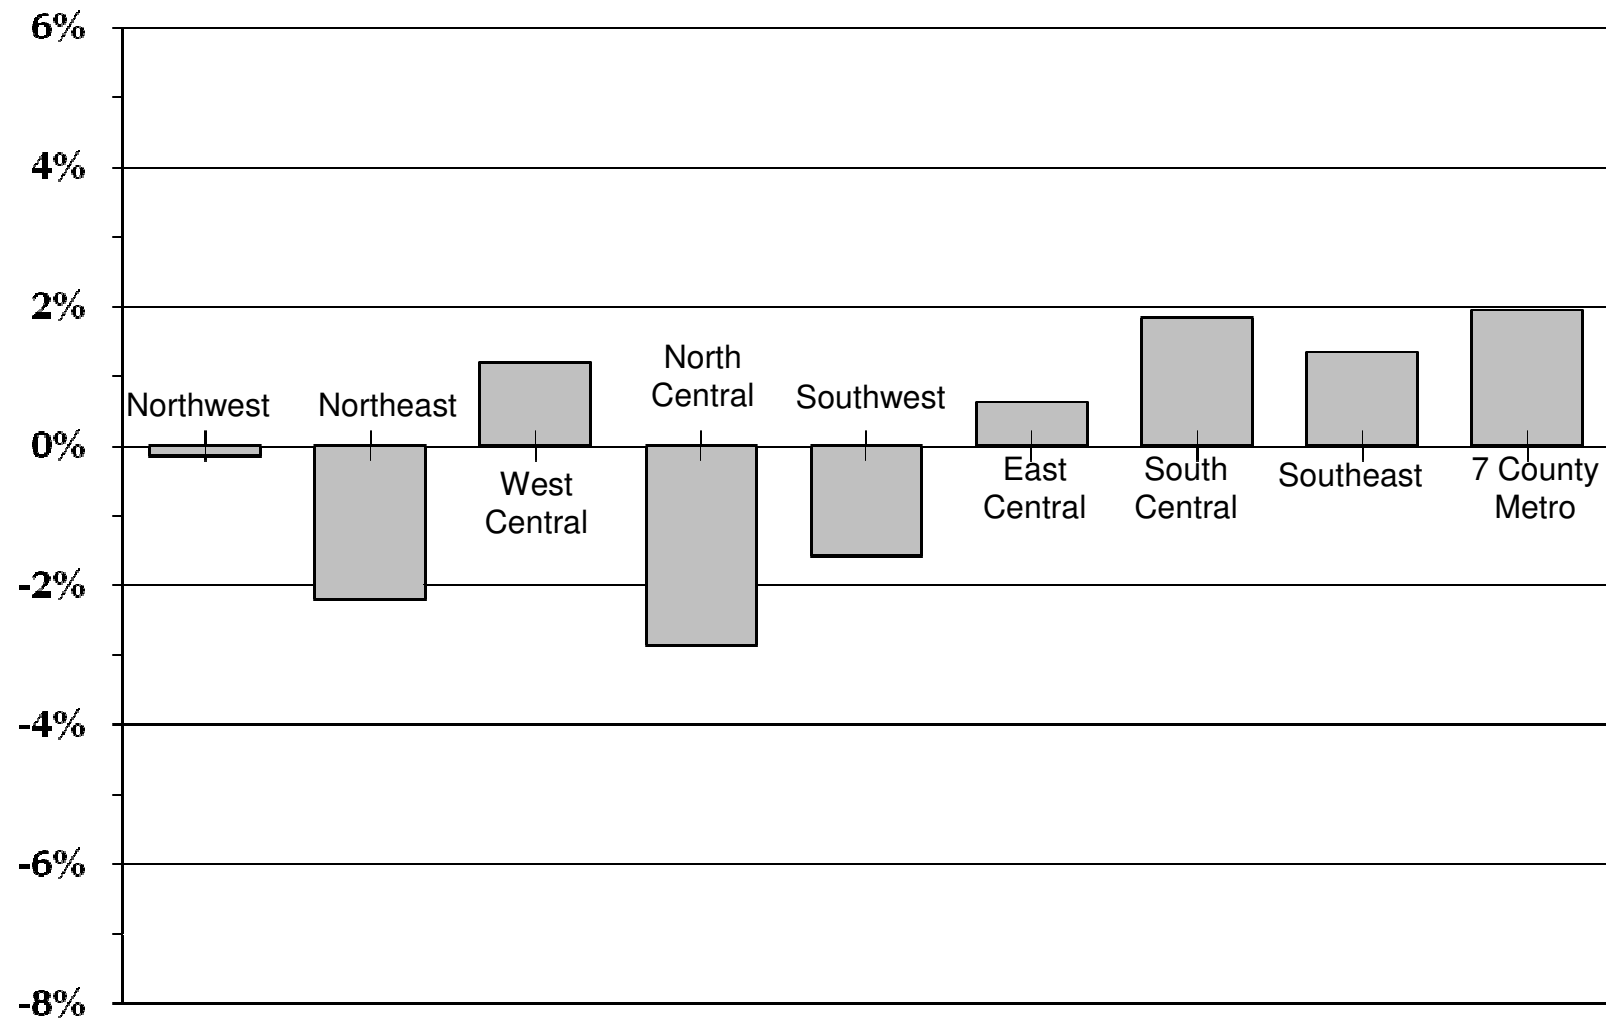 6%
4%
2%
0%
-2%
-4%
-6%
-8%
Northwest
Northeast
West
Central
North
Central
Southwest
East
Central
South
Central
Southeast
7 County
Metro